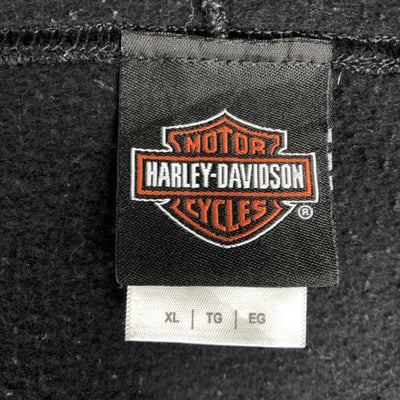 MOTOR
HARLEY-DAVIDSON
CYCLES ®
XL | TG | EG